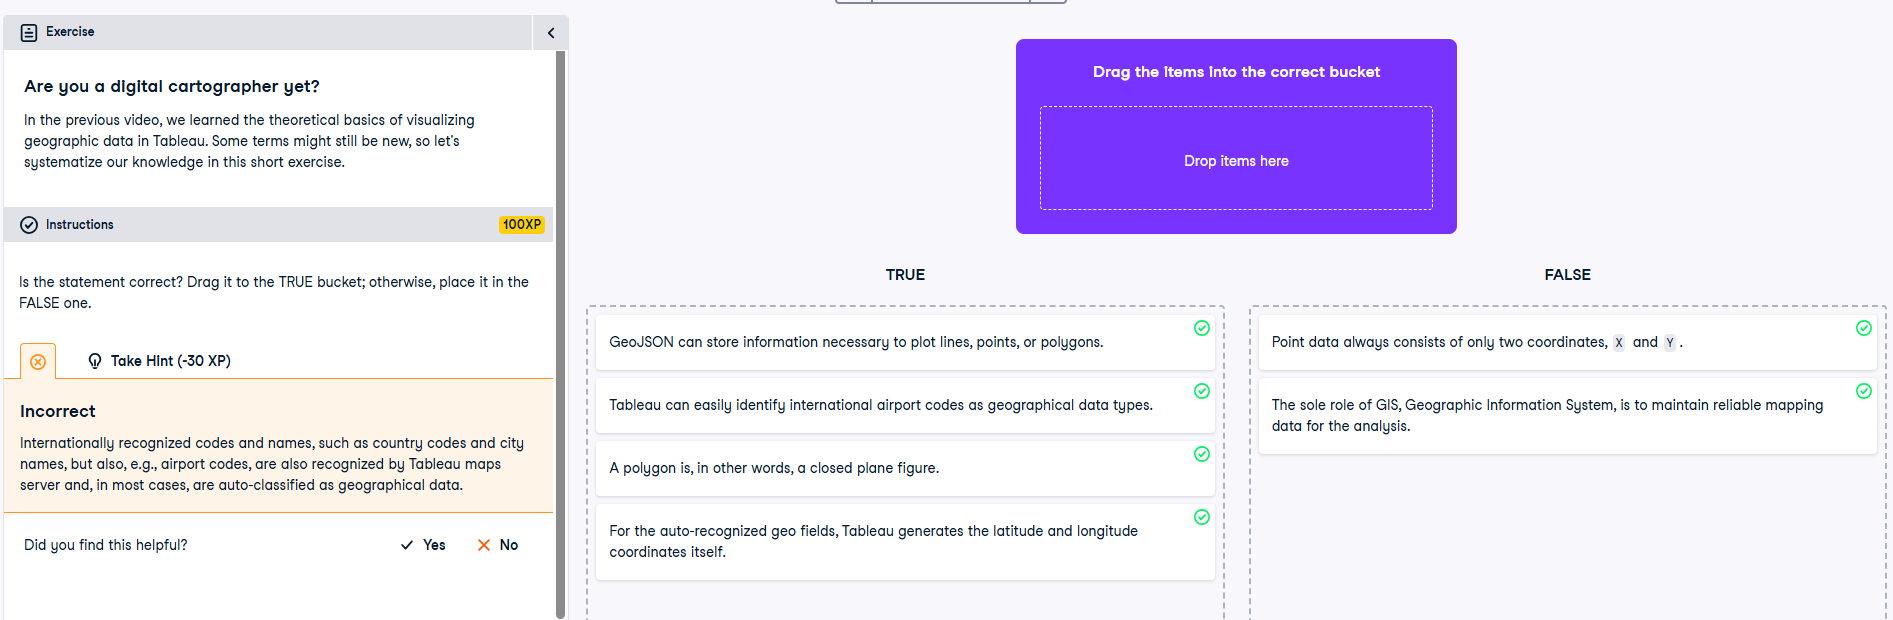 Exercise
Are you a digital cartographer yet?
In the previous video, we learned the theoretical basics of visualizing
geographic data in Tableau. Some terms might still be new, so let's
systematize our knowledge in this short exercise.
Instructions
100XP
Is the statement correct? Drag it to the TRUE bucket; otherwise, place it in the
FALSE one.
Take Hint (-30 XP)
Incorrect
Internationally recognized codes and names, such as country codes and city
names, but also, e.g., airport codes, are also recognized by Tableau maps
server and, in most cases, are auto-classified as geographical data.
Did you find this helpful?
Yes
No
Drag the items into the correct bucket
Drop items here
TRUE
GeoJSON can store information necessary to plot lines, points, or polygons.
Tableau can easily identify international airport codes as geographical data types.
A polygon is, in other words, a closed plane figure.
For the auto-recognized geo fields, Tableau generates the latitude and longitude
coordinates itself.
FALSE
Point data always consists of only two coordinates, X and Y.
The sole role of GIS, Geographic Information System, is to maintain reliable mapping
data for the analysis.